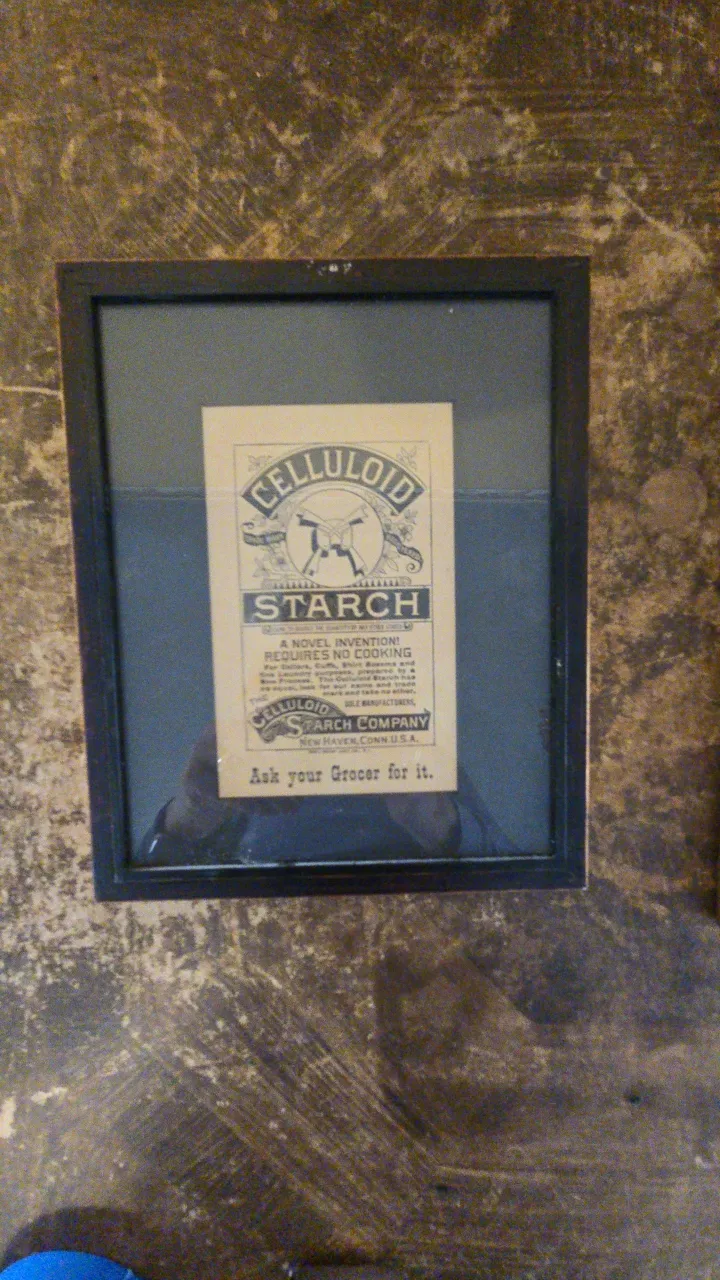 CELLULOID
STARCH
A NOVEL INVENTION!
REQUIRES NO COOKING
For Collars, Cuffs, Shirt Bosoms and
fine Laundry purposes, prepared by a
New Process. The Celluloid Starch has
no equal, look for our name and trade
mark and take no other.
SOLE MANUFACTURERS,
THE
CELLULOID
STARCH COMPANY
NEW HAVEN, CONN. U.S.A.
Ask your Grocer for it.